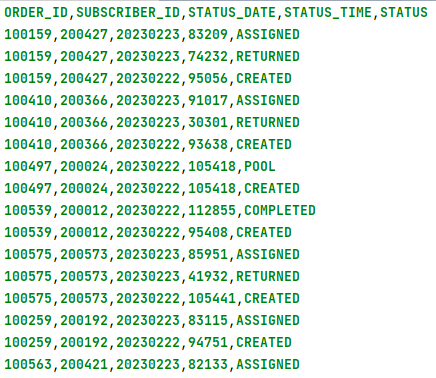 ORDER_ID,SUBSCRIBER_ID,STATUS_DATE,STATUS_TIME,STATUS
100159,200427,20230223,83209,ASSIGNED
100159,200427,20230223,74232,RETURNED
100159,200427,20230222,95056,CREATED
100410,200366,20230223,91017,ASSIGNED
100410,200366,20230223,30301,RETURNED
100410,200366,20230222,93638,CREATED
100497,200024,20230222,105418,POOL
100497,200024,20230222,105418,CREATED
100539,200012,20230222,112855,COMPLETED
100539,200012,20230222,95408,CREATED
100575,200573,20230223,85951,ASSIGNED
100575,200573,20230223,41932,RETURNED
100575,200573,20230222,105441,CREATED
100259,200192,20230223,83115,ASSIGNED
100259,200192,20230222,94751,CREATED
100563,200421,20230223,82133,ASSIGNED